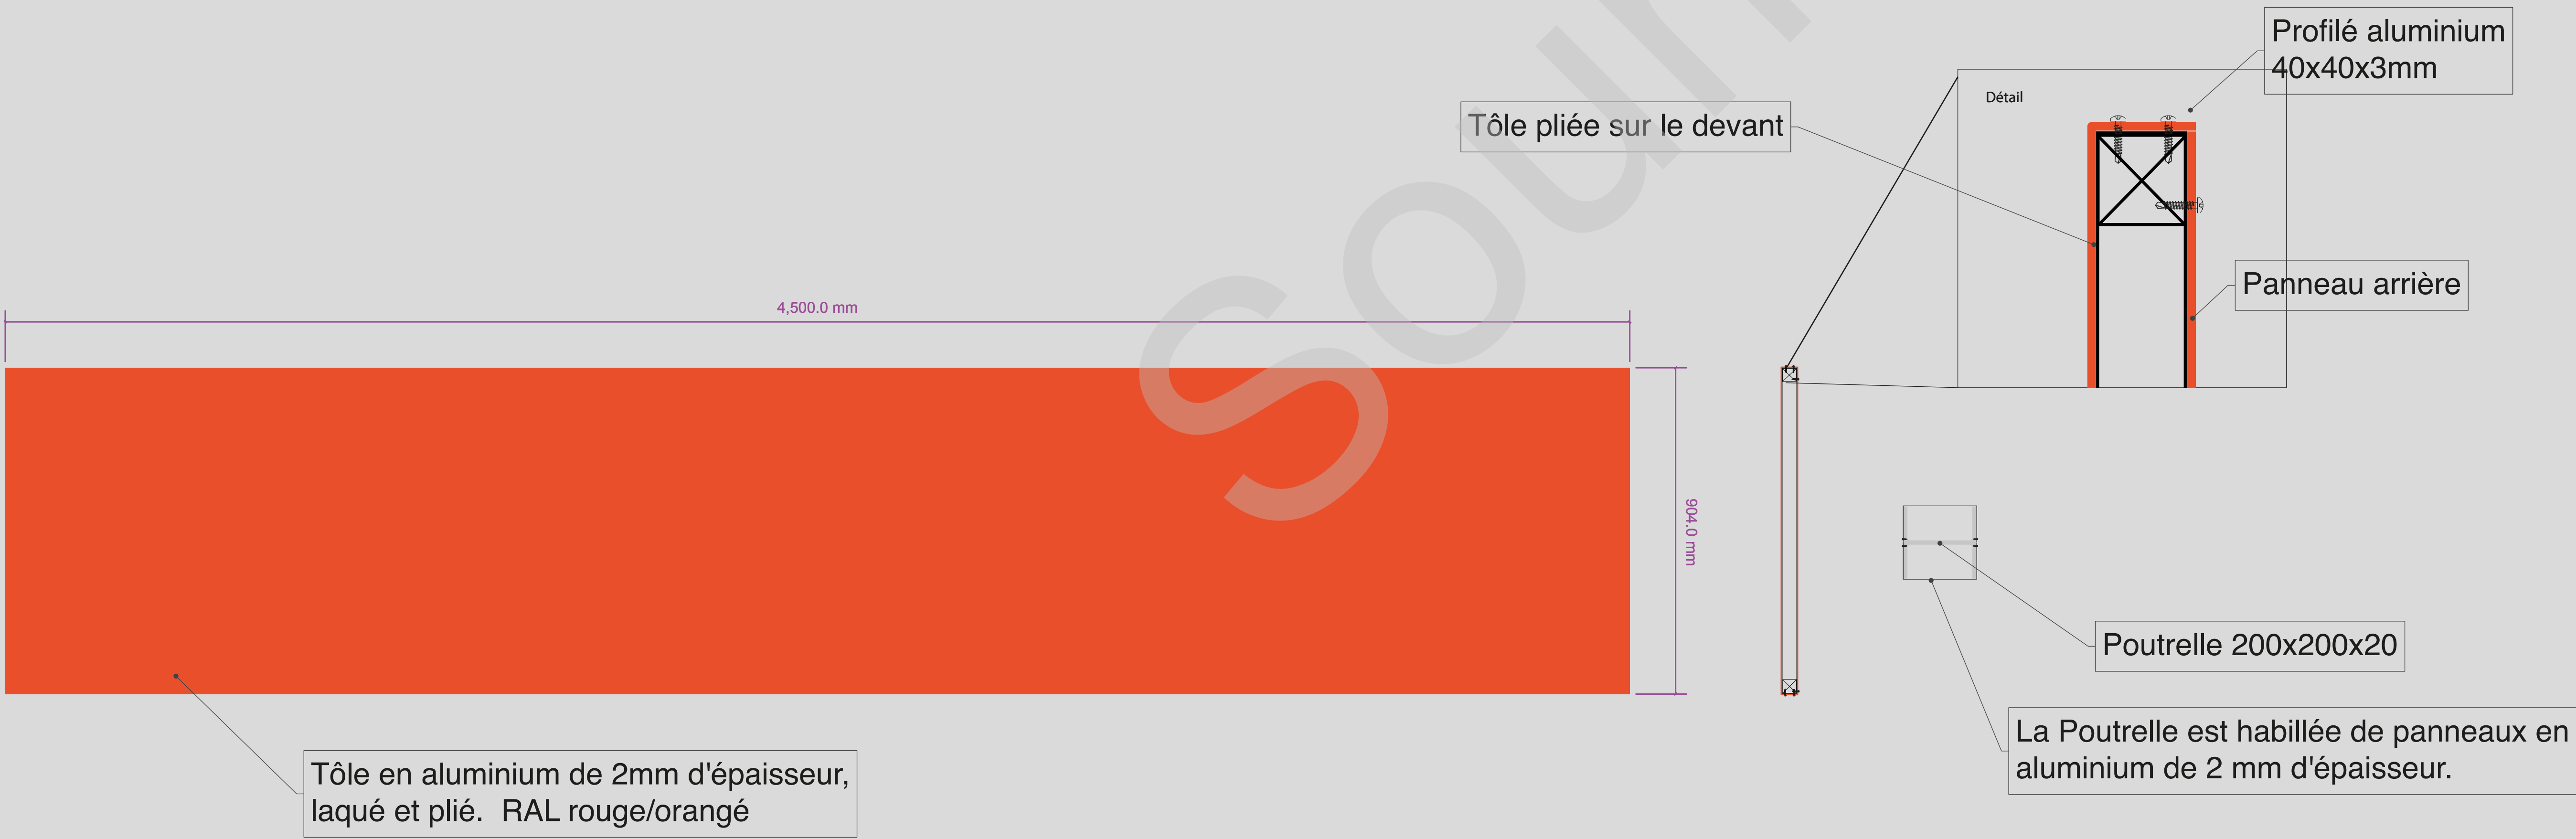 Profilé aluminium
40x40x3mm
Détail
Tôle pliée sur le devant
Panneau arrière
4,500.0 mm
904.0 mm
Poutrelle 200x200x20
La Poutrelle est habillée de panneaux en
aluminium de 2 mm d'épaisseur.
Tôle en aluminium de 2mm d'épaisseur,
laqué et plié. RAL rouge/orangé